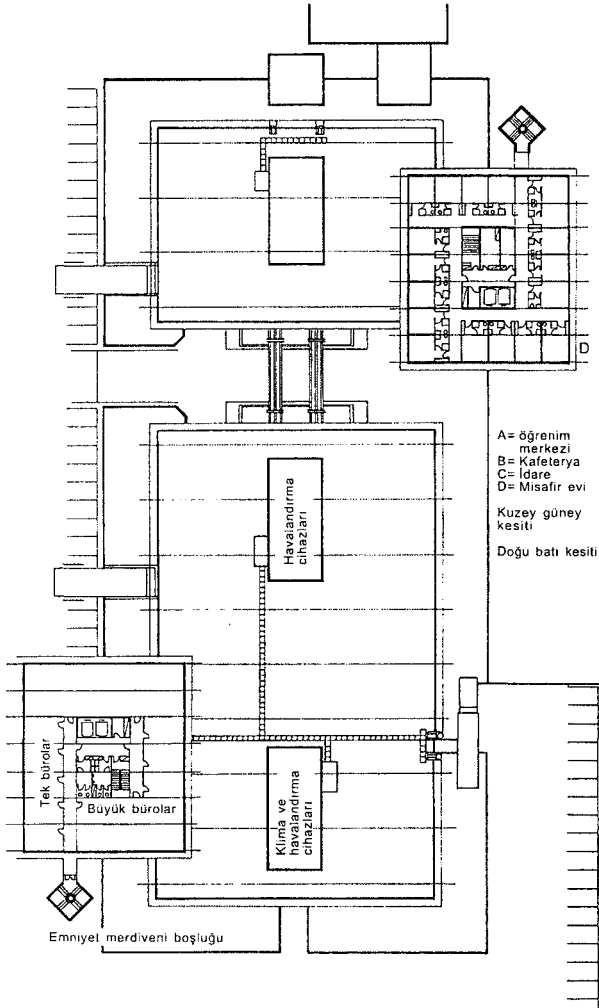 D
A= öğrenim
merkezi
B= Kafeterya
C= İdare
D= Misafir evi
Kuzey güney
kesiti
Doğu batı kesiti
Havalandırma
cihazları
Tek bürolar
Büyük bürolar
Klima ve
havalandırma
cihazları
Emniyet merdiveni boşluğu